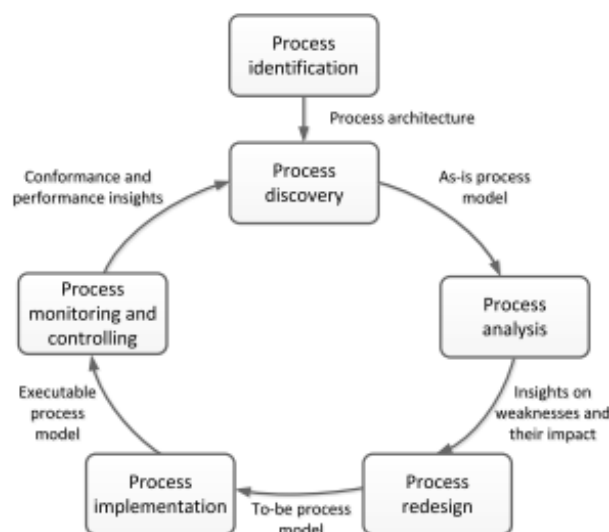 Process
identification
Process architecture
Process
discovery
Conformance and
performance insights
As-is process
model
Process
monitoring and
controlling
Process
analysis
Executable
process
model
Insights on
weaknesses and
their impact
Process
implementation
To-be process
model
Process
redesign